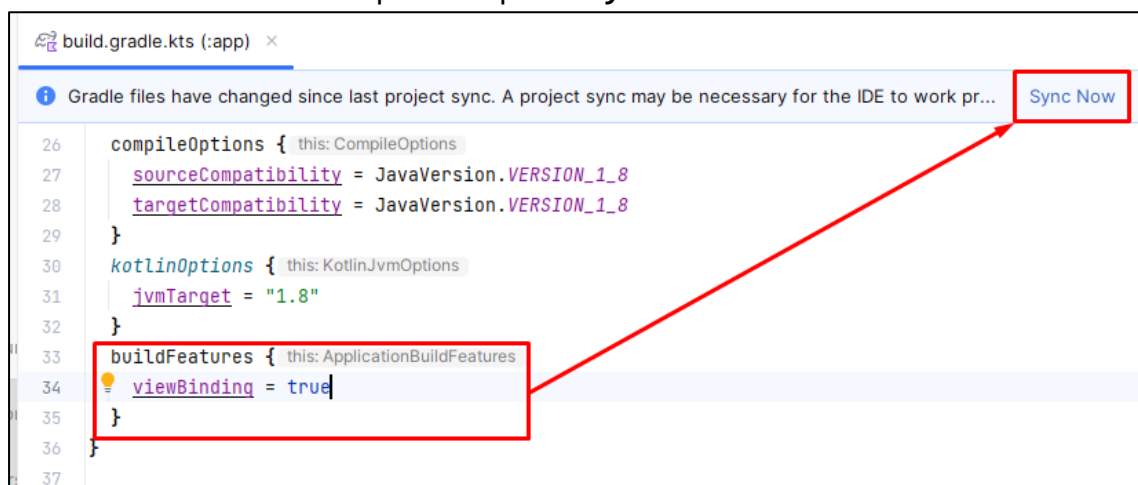 build.gradle.kts (:app)
Gradle files have changed since last project sync. A project sync may be necessary for the IDE to work pr... Sync Now
26 compileOptions { this: CompileOptions
27 sourceCompatibility = JavaVersion.VERSION_1_8
28 targetCompatibility = JavaVersion.VERSION_1_8
29 }
30 kotlinOptions { this: KotlinJvmOptions
31 jvmTarget = "1.8"
32 }
33 buildFeatures { this: ApplicationBuildFeatures
34 viewBinding = true
35 }
36 }
37